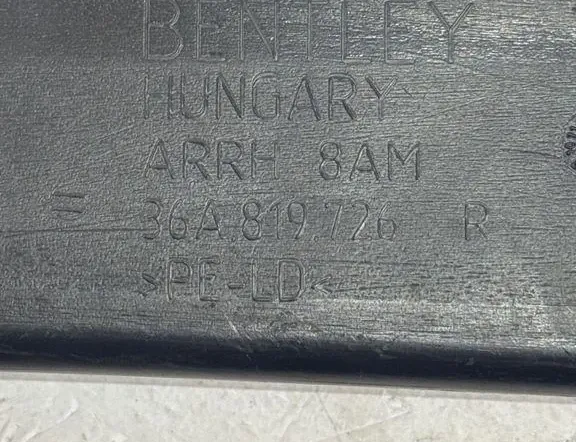 BENTLEY
HUNGARY
ARRH 8AM
= 36A.819.726 R
>PE-LD<